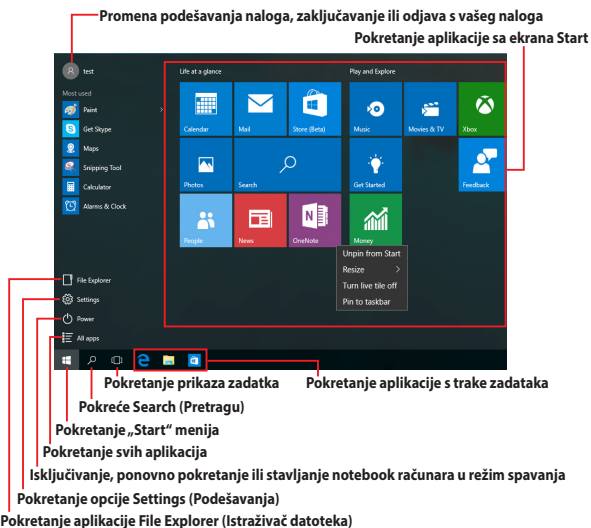 Promena podešavanja naloga, zaključavanje ili odjava s vašeg naloga
Pokretanje aplikacije sa ekrana Start
test
Most used
Paint
Get Skype
Maps
Snipping Tool
Calculator
Alarms & Clock
File Explorer
Settings
Power
All apps
Life at a glance
Play and Explore
Calendar
Mail
Store (Beta)
Music
Movies & TV
Xbox
Photos
Search
Get Started
Feedback
People
News
OneNote
Money
Unpin from Start
Resize
Turn live tile off
Pin to taskbar
Pokretanje prikaza zadatka
Pokretanje aplikacije s trake zadataka
Pokreće Search (Pretragu)
Pokretanje „Start“ menija
Pokretanje svih aplikacija
Isključivanje, ponovno pokretanje ili stavljanje notebook računara u režim spavanja
Pokretanje opcije Settings (Podešavanja)
Pokretanje aplikacije File Explorer (Istraživač datoteka)